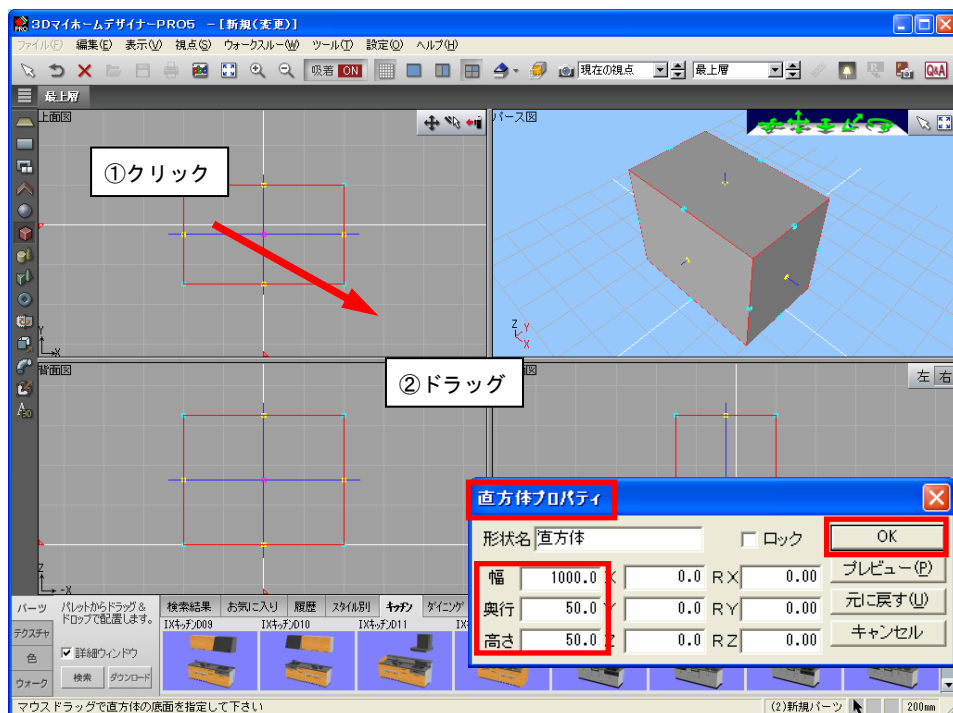 3DマイホームデザイナーPRO5 －[新規(変更)]
ファイル(F) 編集(E) 表示(V) 視点(S) ウォークスルー(W) ツール(T) 設定(O) ヘルプ(H)
吸着 ON 現在の視点 最上層 Q&A
最上層
上面図
パース図
①クリック
Y
X
Z
Y
X
背面図
②ドラッグ
図
左 右
Z
-X
直方体プロパティ
形状名 直方体 ロック OK
幅 1000.0 X 0.0 RX 0.00 プレビュー(P)
奥行 50.0 Y 0.0 RY 0.00 元に戻す(U)
高さ 50.0 Z 0.0 RZ 0.00 キャンセル
パーツ
テクスチャ
色
ウォーク
パレットからドラッグ＆
ドロップで配置します。
詳細ウィンドウ
検索 ダウンロード
検索結果 お気に入り 履歴 スタイル別 キッチン ダイニング
IXキッチンD09 IXキッチンD10 IXキッチンD11 IX
マウスドラッグで直方体の底面を指定して下さい (2)新規パーツ 200mm